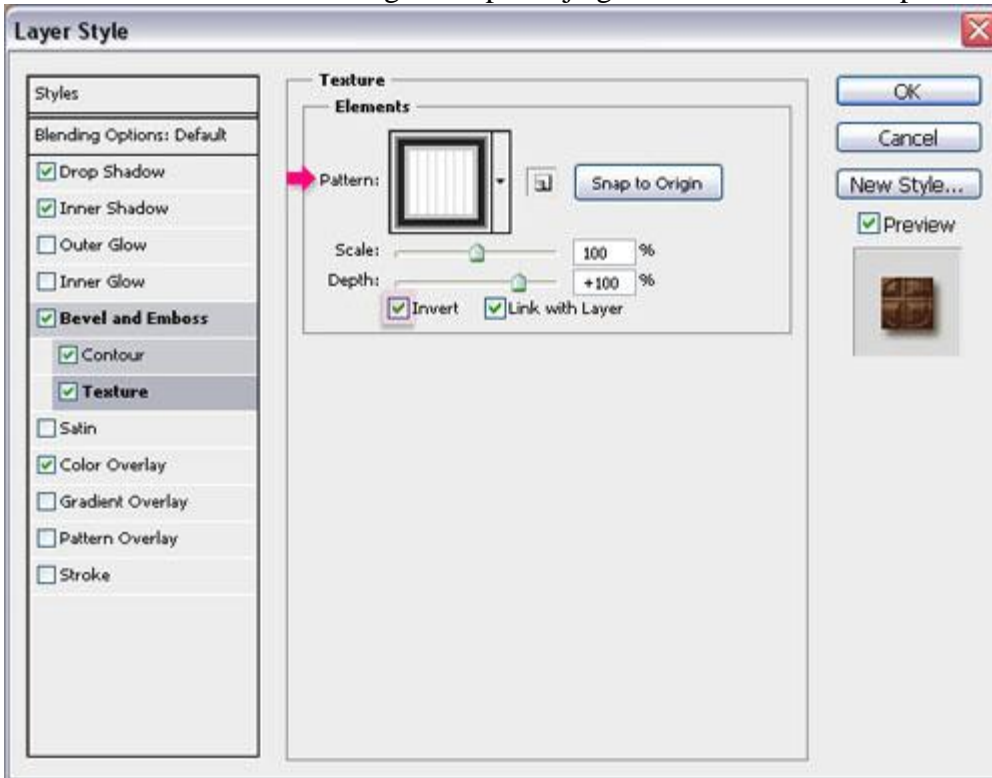 Layer Style
Styles
Blending Options: Default
Drop Shadow
Inner Shadow
Outer Glow
Inner Glow
Bevel and Emboss
Contour
Texture
Satin
Color Overlay
Gradient Overlay
Pattern Overlay
Stroke
Texture
Elements
Pattern:
Snap to Origin
Scale: 100 %
Depth: +100 %
Invert Link with Layer
OK
Cancel
New Style...
Preview